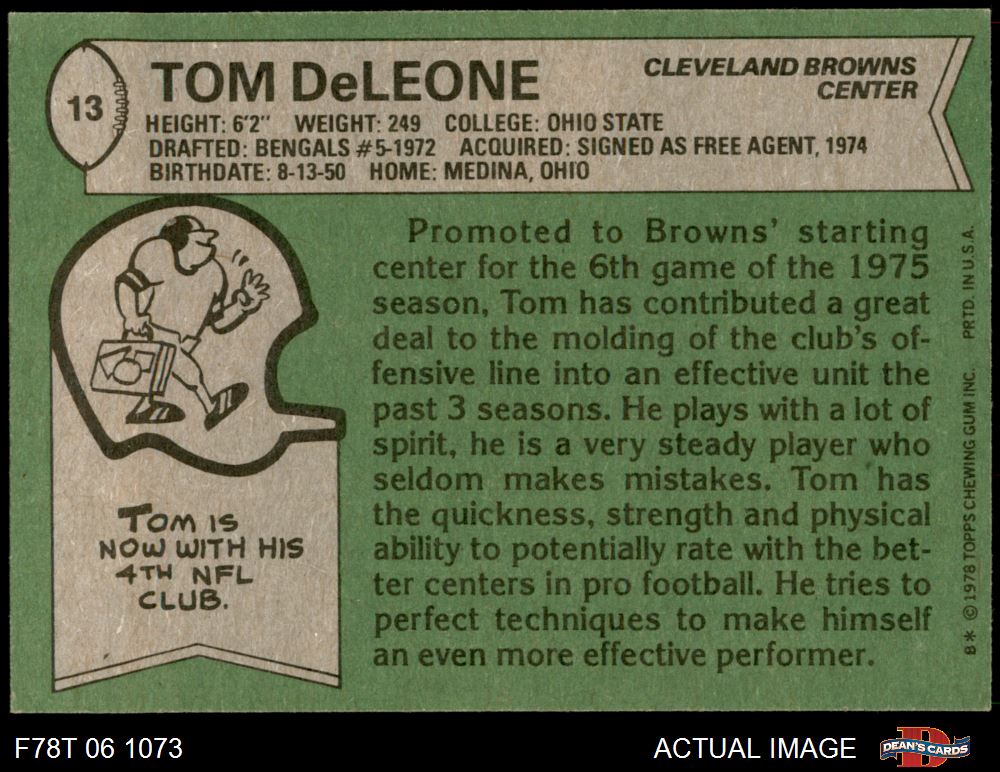 13
TOM DeLEONE
CLEVELAND BROWNS
CENTER
HEIGHT: 6'2" WEIGHT: 249 COLLEGE: OHIO STATE
DRAFTED: BENGALS #5-1972 ACQUIRED: SIGNED AS FREE AGENT, 1974
BIRTHDATE: 8-13-50 HOME: MEDINA, OHIO
TOM IS
NOW WITH HIS
4TH NFL
CLUB.
Promoted to Browns' starting
center for the 6th game of the 1975
season, Tom has contributed a great
deal to the molding of the club's of-
fensive line into an effective unit the
past 3 seasons. He plays with a lot of
spirit, he is a very steady player who
seldom makes mistakes. Tom has
the quickness, strength and physical
ability to potentially rate with the bet-
ter centers in pro football. He tries to
perfect techniques to make himself
an even more effective performer.
B* © 1978 TOPPS CHEWING GUM INC. PRTD. IN U.S.A.
F78T 06 1073
ACTUAL IMAGE
D
DEAN'S CARDS